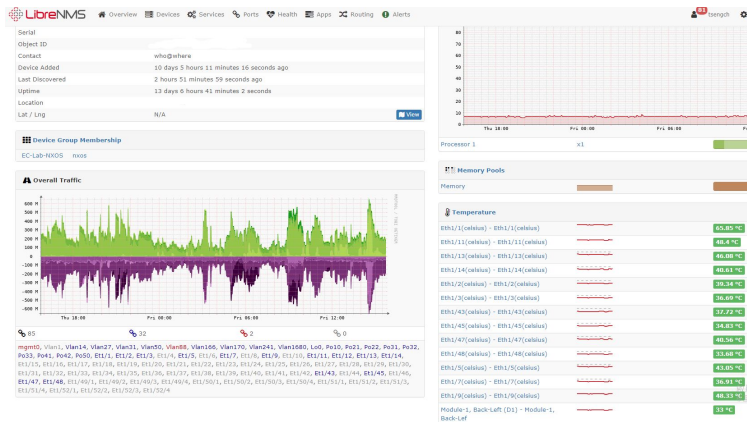 LibreNMS Overview Devices Services Ports Health Apps Routing Alerts 81 tsengch
Serial
Object ID
Contact who@where
Device Added 10 days 5 hours 11 minutes 16 seconds ago
Last Discovered 2 hours 51 minutes 59 seconds ago
Uptime 13 days 6 hours 41 minutes 2 seconds
Location
Lat / Lng N/A View
Device Group Membership
EC-Lab-NXOS nxos
Overall Traffic
600 M
500 M
400 M
300 M
200 M
100 M
0
-100 M
-200 M
-300 M
-400 M
-500 M
-600 M
Thu 18:00 Fri 00:00 Fri 06:00 Fri 12:00
85 32 2 0
mgmt0, Vlan1, Vlan14, Vlan27, Vlan31, Vlan50, Vlan88, Vlan166, Vlan170, Vlan241, Vlan1680, Lo0, Po10, Po21, Po22, Po31, Po32,
Po33, Po41, Po42, Po50, Et1/1, Et1/2, Et1/3, Et1/4, Et1/5, Et1/6, Et1/7, Et1/8, Et1/9, Et1/10, Et1/11, Et1/12, Et1/13, Et1/14,
Et1/15, Et1/16, Et1/17, Et1/18, Et1/19, Et1/20, Et1/21, Et1/22, Et1/23, Et1/24, Et1/25, Et1/26, Et1/27, Et1/28, Et1/29, Et1/30,
Et1/31, Et1/32, Et1/33, Et1/34, Et1/35, Et1/36, Et1/37, Et1/38, Et1/39, Et1/40, Et1/41, Et1/42, Et1/43, Et1/44, Et1/45, Et1/46,
Et1/47, Et1/48, Et1/49/1, Et1/49/2, Et1/49/3, Et1/49/4, Et1/50/1, Et1/50/2, Et1/50/3, Et1/50/4, Et1/51/1, Et1/51/2, Et1/51/3,
Et1/51/4, Et1/52/1, Et1/52/2, Et1/52/3, Et1/52/4
80
70
60
50
40
30
20
10
0
Thu 18:00 Fri 00:00 Fri 06:00
Processor 1 x1
Memory Pools
Memory
Temperature
Eth1/1(celsius) - Eth1/1(celsius) 65.85 °C
Eth1/11(celsius) - Eth1/11(celsius) 48.4 °C
Eth1/13(celsius) - Eth1/13(celsius) 46.08 °C
Eth1/14(celsius) - Eth1/14(celsius) 40.61 °C
Eth1/2(celsius) - Eth1/2(celsius) 39.34 °C
Eth1/3(celsius) - Eth1/3(celsius) 36.69 °C
Eth1/43(celsius) - Eth1/43(celsius) 37.72 °C
Eth1/45(celsius) - Eth1/45(celsius) 34.83 °C
Eth1/47(celsius) - Eth1/47(celsius) 40.56 °C
Eth1/48(celsius) - Eth1/48(celsius) 33.68 °C
Eth1/5(celsius) - Eth1/5(celsius) 43.05 °C
Eth1/7(celsius) - Eth1/7(celsius) 36.91 °C
Eth1/9(celsius) - Eth1/9(celsius) 48.33 °C
Module-1, Back-Left (D1) - Module-1, 33 °C
Back-Lef